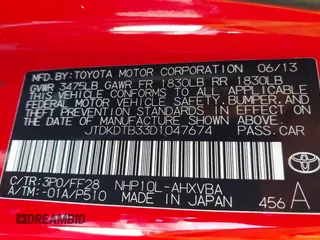 MFD.BY:TOYOTA MOTOR CORPORATION 06/13
GVWR 3475LB GAWR FR 1830LB RR 1830LB
THIS VEHICLE CONFORMS TO ALL APPLICABLE
FEDERAL MOTOR VEHICLE SAFETY, BUMPER, AND
THEFT PREVENTION STANDARDS IN EFFECT ON
THE DATE OF MANUFACTURE SHOWN ABOVE.
JTDKDTB33D1047674 PASS.CAR
C/TR:3P0/FF28
A/TM:-01A/P510
NHP10L-AHXVBA
MADE IN JAPAN
456 A
TOYOTA
DREAMBID